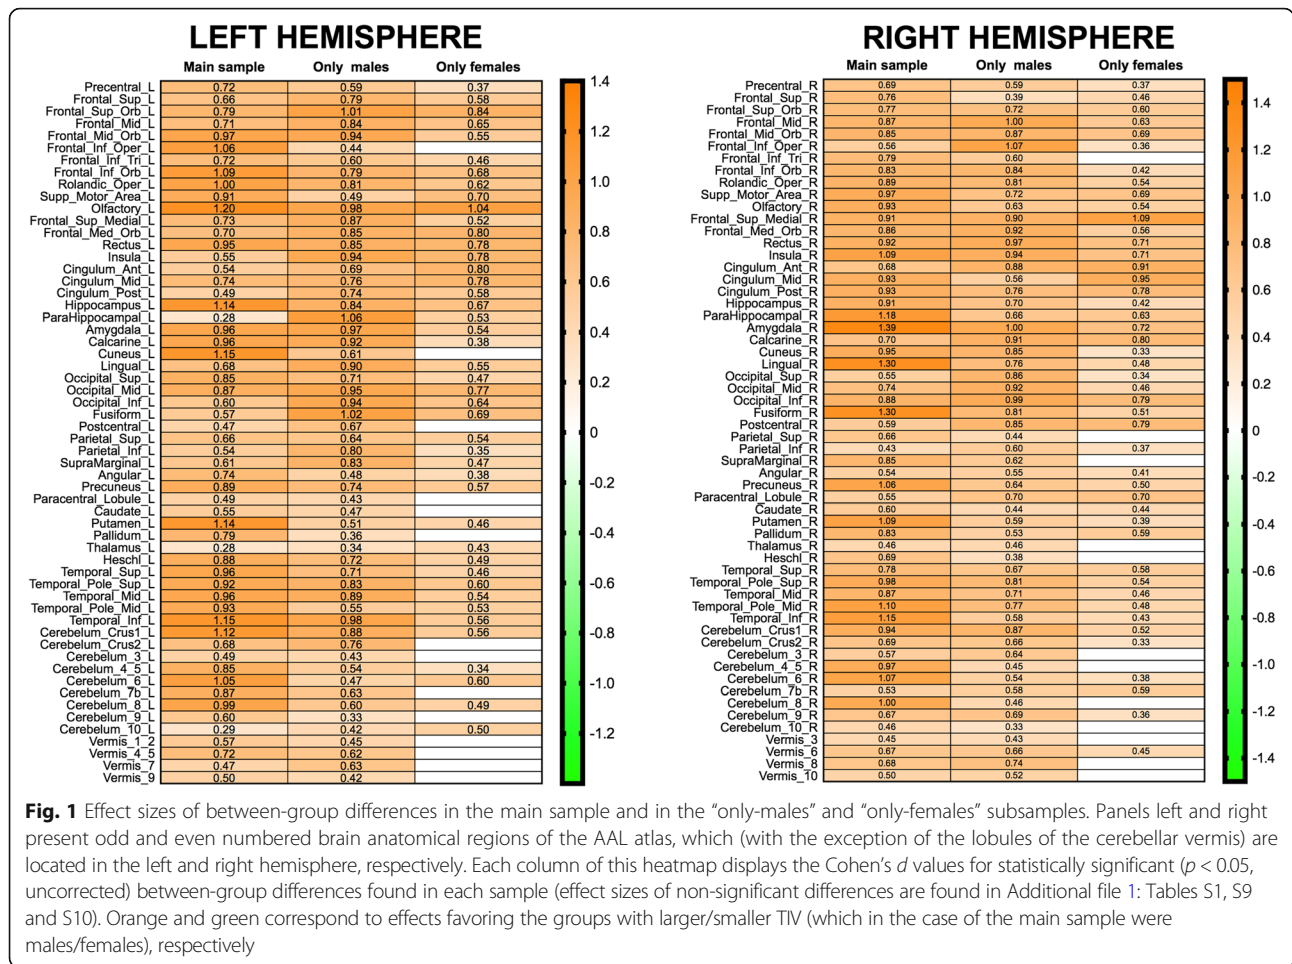 LEFT HEMISPHERE
Main sample Only males Only females
Precentral_L 0.72 0.59 0.37
Frontal_Sup_L 0.66 0.79 0.58
Frontal_Sup_Orb_L 0.79 1.01 0.84
Frontal_Mid_L 0.71 0.84 0.65
Frontal_Mid_Orb_L 0.97 0.94 0.55
Frontal_Inf_Oper_L 1.06 0.44
Frontal_Inf_Tri_L 0.72 0.60 0.46
Frontal_Inf_Orb_L 1.09 0.79 0.68
Rolandic_Oper_L 1.00 0.81 0.62
Supp_Motor_Area_L 0.91 0.49 0.70
Olfactory_L 1.20 0.98 1.04
Frontal_Sup_Medial_L 0.73 0.87 0.52
Frontal_Med_Orb_L 0.70 0.85 0.80
Rectus_L 0.95 0.85 0.78
Insula_L 0.55 0.94 0.78
Cingulum_Ant_L 0.54 0.69 0.80
Cingulum_Mid_L 0.74 0.76 0.78
Cingulum_Post_L 0.49 0.74 0.58
Hippocampus_L 1.14 0.84 0.67
ParaHippocampal_L 0.28 1.06 0.53
Amygdala_L 0.96 0.97 0.54
Calcarine_L 0.96 0.92 0.38
Cuneus_L 1.15 0.61
Lingual_L 0.68 0.90 0.55
Occipital_Sup_L 0.85 0.71 0.47
Occipital_Mid_L 0.87 0.95 0.77
Occipital_Inf_L 0.60 0.94 0.64
Fusiform_L 0.57 1.02 0.69
Postcentral_L 0.47 0.67
Parietal_Sup_L 0.66 0.64 0.54
Parietal_Inf_L 0.54 0.80 0.35
SupraMarginal_L 0.61 0.83 0.47
Angular_L 0.74 0.48 0.38
Precuneus_L 0.89 0.74 0.57
Paracentral_Lobule_L 0.49 0.43
Caudate_L 0.55 0.47
Putamen_L 1.14 0.51 0.46
Pallidum_L 0.79 0.36
Thalamus_L 0.28 0.34 0.43
Heschl_L 0.88 0.72 0.49
Temporal_Sup_L 0.96 0.71 0.46
Temporal_Pole_Sup_L 0.92 0.83 0.60
Temporal_Mid_L 0.96 0.89 0.54
Temporal_Pole_Mid_L 0.93 0.55 0.53
Temporal_Inf_L 1.15 0.98 0.56
Cerebelum_Crus1_L 1.12 0.88 0.56
Cerebelum_Crus2_L 0.68 0.76
Cerebelum_3_L 0.49 0.43
Cerebelum_4_5_L 0.85 0.54 0.34
Cerebelum_6_L 1.05 0.47 0.60
Cerebelum_7b_L 0.87 0.63
Cerebelum_8_L 0.99 0.60 0.49
Cerebelum_9_L 0.60 0.33
Cerebelum_10_L 0.29 0.42 0.50
Vermis_1_2 0.57 0.45
Vermis_4_5 0.72 0.62
Vermis_7 0.47 0.63
Vermis_9 0.50 0.42
1.4
1.2
1.0
0.8
0.6
0.4
0.2
0
-0.2
-0.4
-0.6
-0.8
-1.0
-1.2
RIGHT HEMISPHERE
Main sample Only males Only females
Precentral_R 0.69 0.59 0.37
Frontal_Sup_R 0.76 0.39 0.46
Frontal_Sup_Orb_R 0.77 0.72 0.60
Frontal_Mid_R 0.87 1.00 0.63
Frontal_Mid_Orb_R 0.85 0.87 0.69
Frontal_Inf_Oper_R 0.56 1.07 0.36
Frontal_Inf_Tri_R 0.79 0.60
Frontal_Inf_Orb_R 0.83 0.84 0.42
Rolandic_Oper_R 0.89 0.81 0.54
Supp_Motor_Area_R 0.97 0.72 0.69
Olfactory_R 0.93 0.63 0.54
Frontal_Sup_Medial_R 0.91 0.90 1.09
Frontal_Med_Orb_R 0.86 0.92 0.56
Rectus_R 0.92 0.97 0.71
Insula_R 1.09 0.94 0.71
Cingulum_Ant_R 0.68 0.88 0.91
Cingulum_Mid_R 0.93 0.56 0.95
Cingulum_Post_R 0.93 0.76 0.78
Hippocampus_R 0.91 0.70 0.42
ParaHippocampal_R 1.18 0.66 0.63
Amygdala_R 1.39 1.00 0.72
Calcarine_R 0.70 0.91 0.80
Cuneus_R 0.95 0.85 0.33
Lingual_R 1.30 0.76 0.48
Occipital_Sup_R 0.55 0.86 0.34
Occipital_Mid_R 0.74 0.92 0.46
Occipital_Inf_R 0.88 0.99 0.79
Fusiform_R 1.30 0.81 0.51
Postcentral_R 0.59 0.85 0.79
Parietal_Sup_R 0.66 0.44
Parietal_Inf_R 0.43 0.60 0.37
SupraMarginal_R 0.85 0.62
Angular_R 0.54 0.55 0.41
Precuneus_R 1.06 0.64 0.50
Paracentral_Lobule_R 0.55 0.70 0.70
Caudate_R 0.60 0.44 0.44
Putamen_R 1.09 0.59 0.39
Pallidum_R 0.83 0.53 0.59
Thalamus_R 0.46 0.46
Heschl_R 0.69 0.38
Temporal_Sup_R 0.78 0.67 0.58
Temporal_Pole_Sup_R 0.98 0.81 0.54
Temporal_Mid_R 0.87 0.71 0.46
Temporal_Pole_Mid_R 1.10 0.77 0.48
Temporal_Inf_R 1.15 0.58 0.43
Cerebelum_Crus1_R 0.94 0.87 0.52
Cerebelum_Crus2_R 0.69 0.66 0.33
Cerebelum_3_R 0.57 0.64
Cerebelum_4_5_R 0.97 0.45
Cerebelum_6_R 1.07 0.54 0.38
Cerebelum_7b_R 0.53 0.58 0.59
Cerebelum_8_R 1.00 0.46
Cerebelum_9_R 0.67 0.69 0.36
Cerebelum_10_R 0.46 0.33
Vermis_3 0.45 0.43
Vermis_6 0.67 0.66 0.45
Vermis_8 0.68 0.74
Vermis_10 0.50 0.52
1.4
1.2
1.0
0.8
0.6
0.4
0.2
0
-0.2
-0.4
-0.6
-0.8
-1.0
-1.2
-1.4
Fig. 1 Effect sizes of between-group differences in the main sample and in the “only-males” and “only-females” subsamples. Panels left and right
present odd and even numbered brain anatomical regions of the AAL atlas, which (with the exception of the lobules of the cerebellar vermis) are
located in the left and right hemisphere, respectively. Each column of this heatmap displays the Cohen’s d values for statistically significant (p < 0.05,
uncorrected) between-group differences found in each sample (effect sizes of non-significant differences are found in Additional file 1: Tables S1, S9
and S10). Orange and green correspond to effects favoring the groups with larger/smaller TIV (which in the case of the main sample were
males/females), respectively